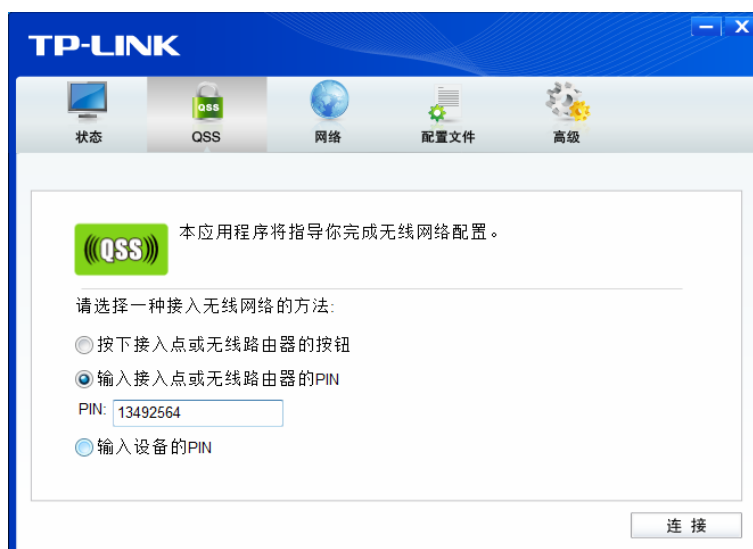 TP-LINK
状态 QSS 网络 配置文件 高级
QSS
QSS 本应用程序将指导你完成无线网络配置。
请选择一种接入无线网络的方法:
按下接入点或无线路由器的按钮
输入接入点或无线路由器的PIN
PIN: 13492564
输入设备的PIN
连 接